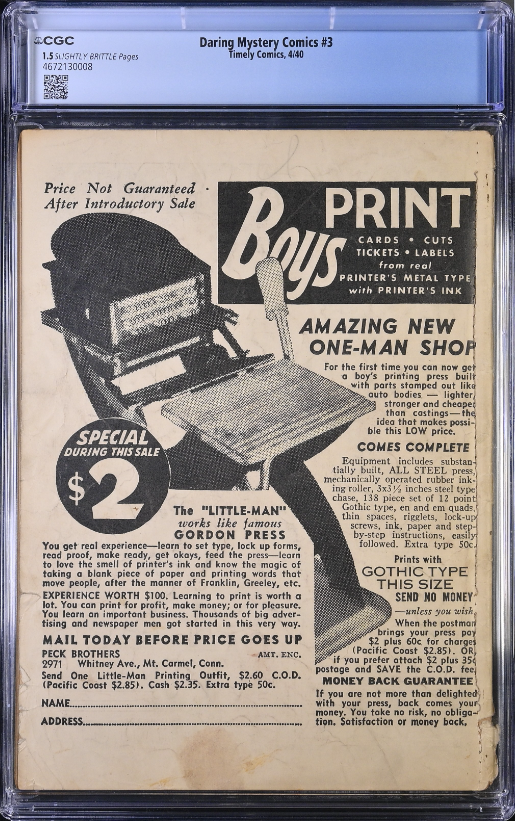 CGC
Daring Mystery Comics #3
1.5 SLIGHTLY BRITTLE Pages
Timely Comics, 4/40
4672130008
Price Not Guaranteed
After Introductory Sale
Boys PRINT
CARDS • CUTS
TICKETS • LABELS
from real
PRINTER'S METAL TYPE
with PRINTER'S INK
AMAZING NEW
ONE-MAN SHOP
For the first time you can now get
a boy's printing press built
with parts stamped out like
auto bodies — lighter,
stronger and cheaper
than castings—the
idea that makes possi-
ble this LOW price.
COMES COMPLETE
Equipment includes substan-
tially built, ALL STEEL press,
mechanically operated rubber ink-
ing roller, 3x3½ inches steel type
chase, 138 piece set of 12 point
Gothic type, en and em quads,
thin spaces, rigglets, lock-up
screws, ink, paper and step-
by-step instructions, easily
followed. Extra type 50c.
Prints with
GOTHIC TYPE
THIS SIZE
SEND NO MONEY
—unless you wish.
When the postman
brings your press pay
$2 plus 60c for charges
(Pacific Coast $2.85). OR,
if you prefer attach $2 plus 35c
postage and SAVE the C.O.D. fee.
MONEY BACK GUARANTEE
If you are not more than delighted
with your press, back comes your
money. You take no risk, no obliga-
tion. Satisfaction or money back.
SPECIAL
DURING THIS SALE
$2
The "LITTLE-MAN"
works like famous
GORDON PRESS
You get real experience—learn to set type, lock up forms,
read proof, make ready, get okays, feed the press—learn
to love the smell of printer's ink and know the magic of
taking a blank piece of paper and printing words that
move people, after the manner of Franklin, Greeley, etc.
EXPERIENCE WORTH $100. Learning to print is worth a
lot. You can print for profit, make money; or for pleasure.
You learn an important business. Thousands of big adver-
tising and newspaper men got started in this very way.
MAIL TODAY BEFORE PRICE GOES UP
PECK BROTHERS AMT. ENC.
2971 Whitney Ave., Mt. Carmel, Conn.
Send One Little-Man Printing Outfit, $2.60 C.O.D.
(Pacific Coast $2.85). Cash $2.35. Extra type 50c.
NAME
ADDRESS